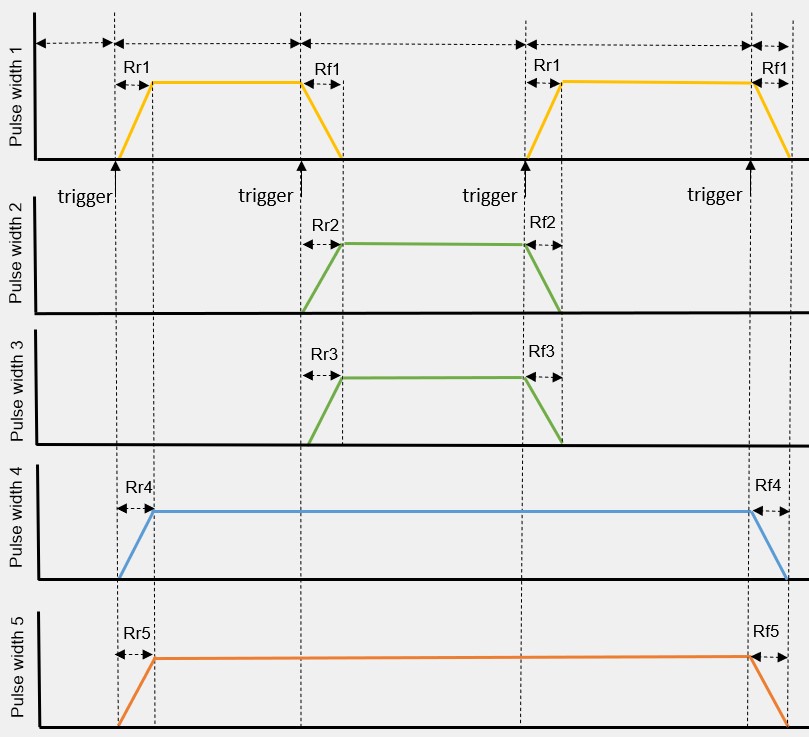 Pulse width 1
Rr1
Rf1
Rr1
Rf1
trigger
trigger
trigger
trigger
Pulse width 2
Rr2
Rf2
Pulse width 3
Rr3
Rf3
Pulse width 4
Rr4
Rf4
Pulse width 5
Rr5
Rf5